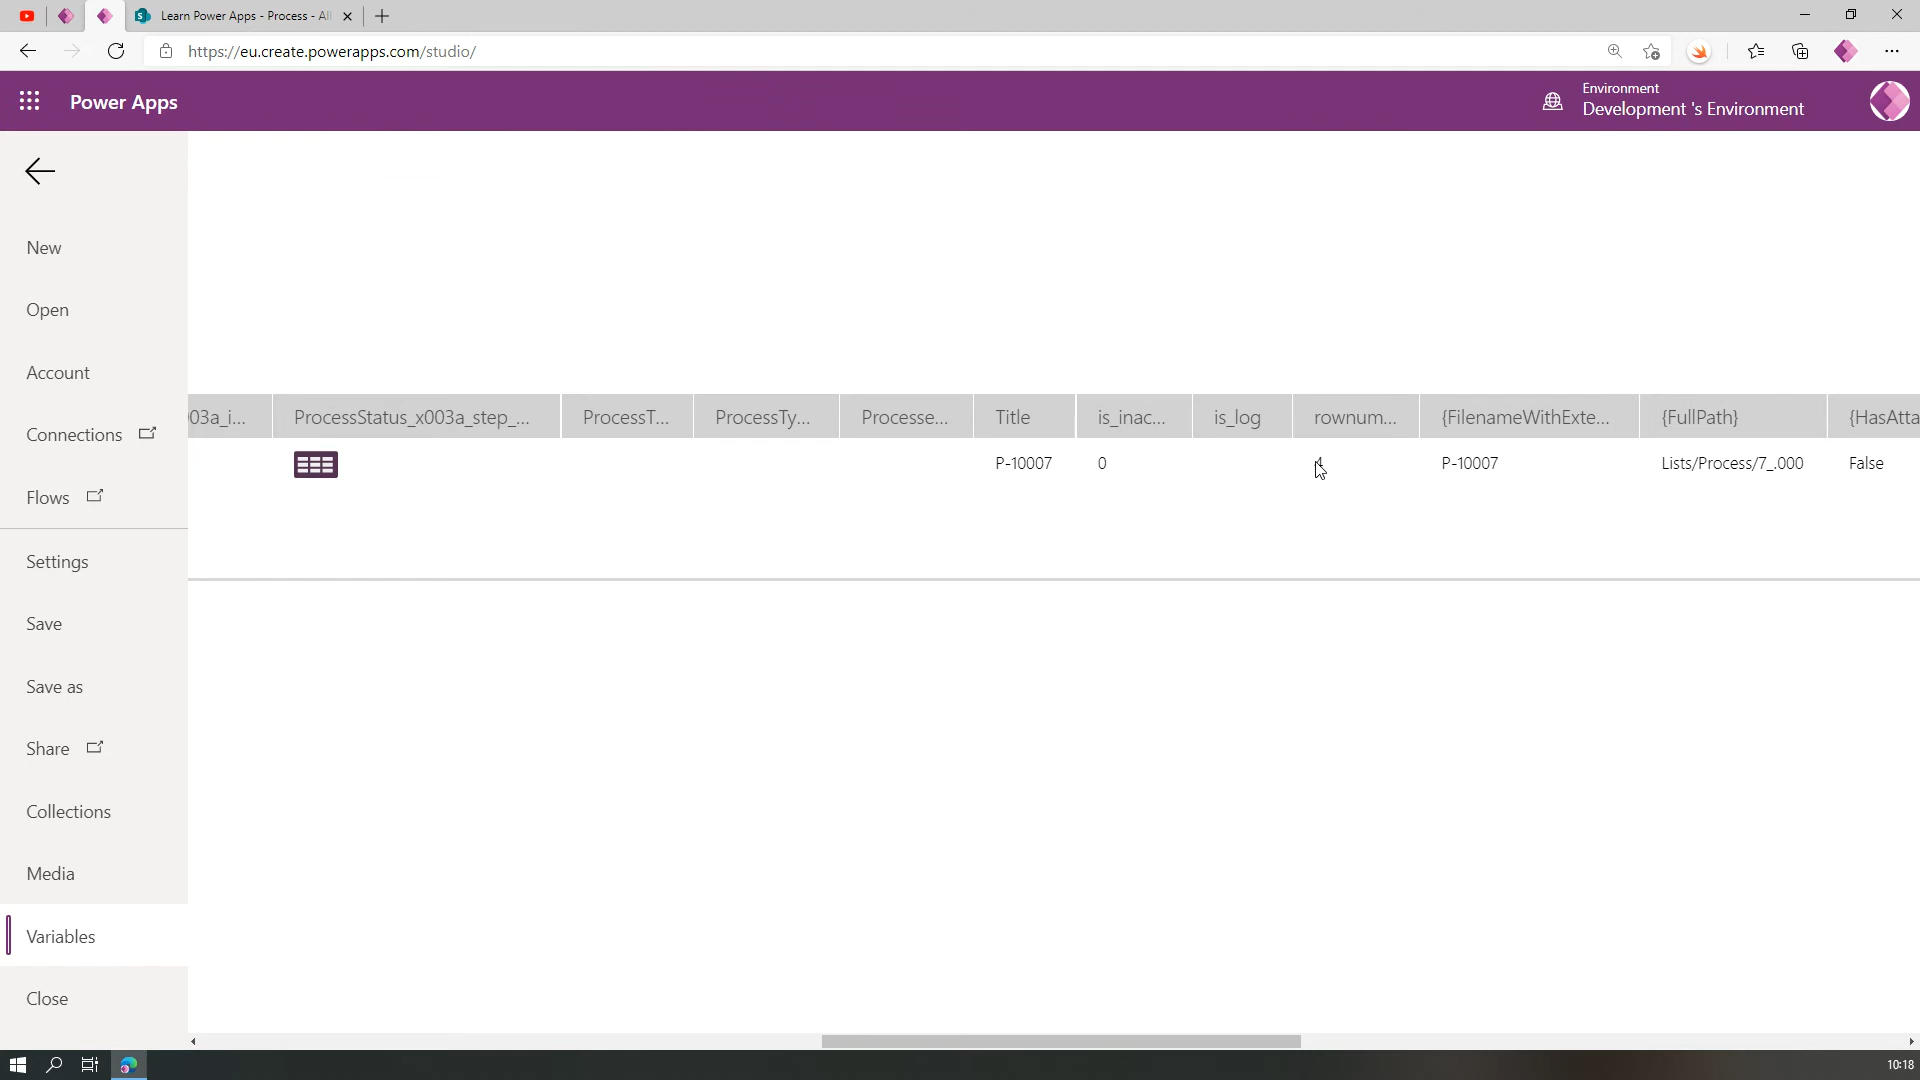 Learn Power Apps - Process - All
https://eu.create.powerapps.com/studio/
Power Apps
Environment
Development 's Environment
New
Open
Account
Connections
Flows
Settings
Save
Save as
Share
Collections
Media
Variables
Close
003a_i... ProcessStatus_x003a_step_... ProcessT... ProcessTy... Processe... Title is_inac... is_log rownum... {FilenameWithExte... {FullPath} {HasAtta
P-10007 0 P-10007 Lists/Process/7_.000 False
10:18